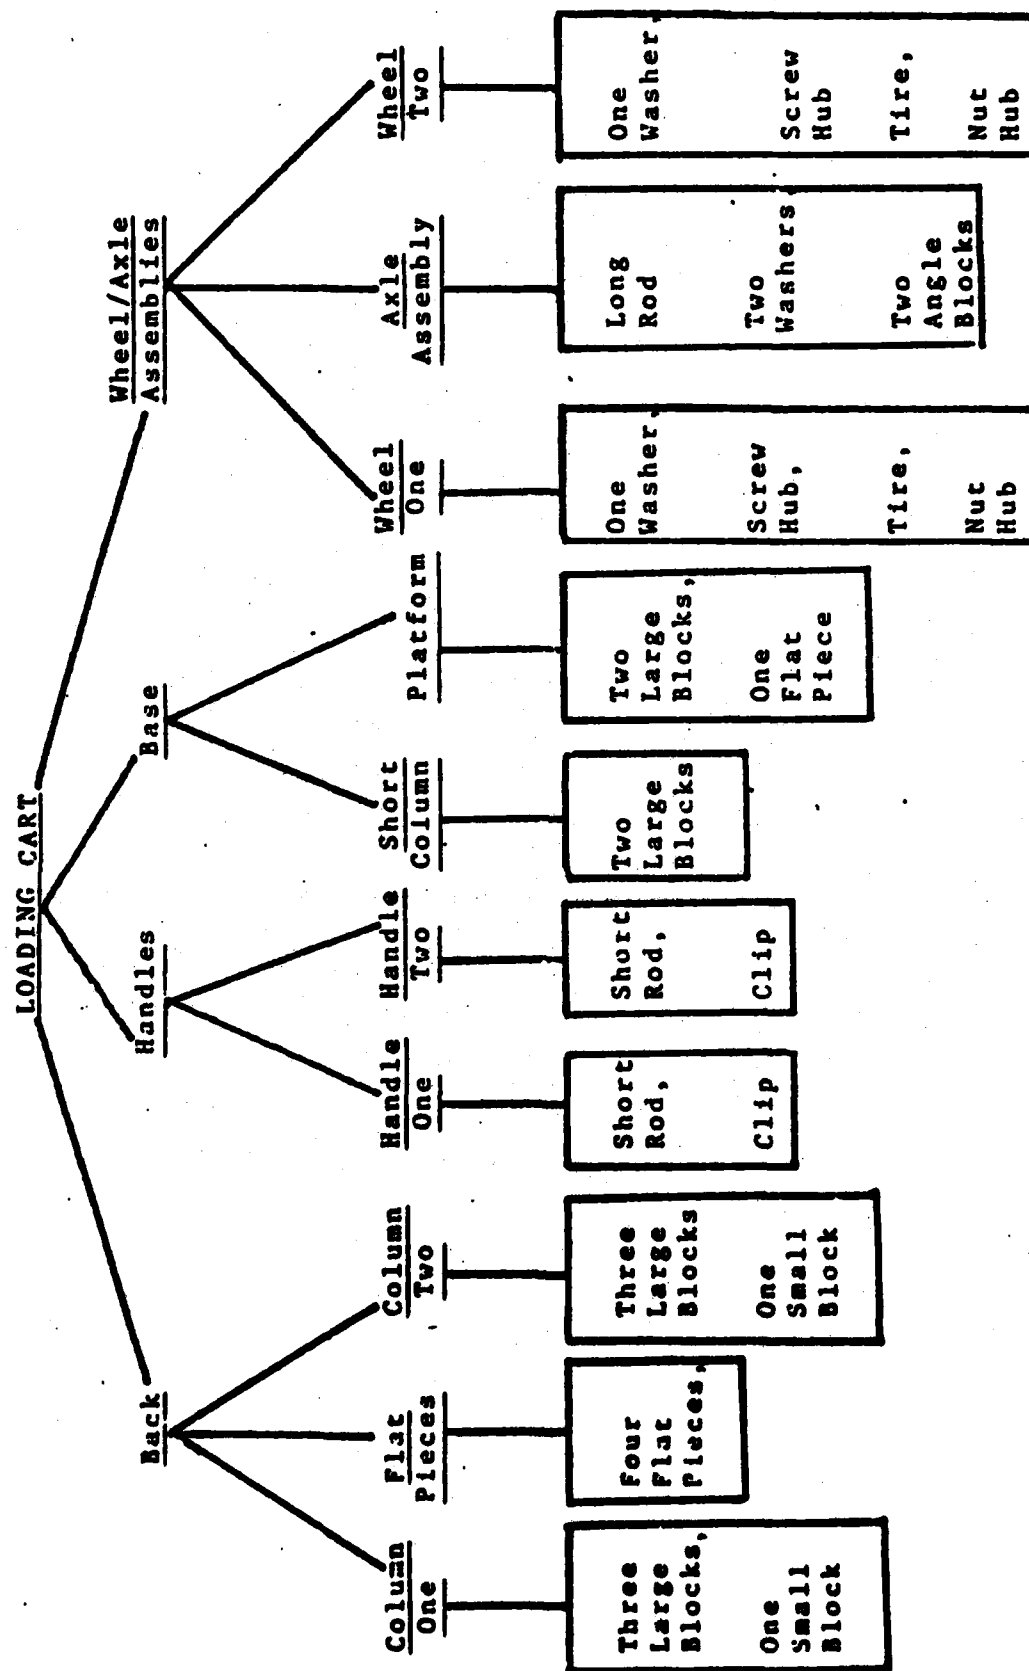 LOADING CART
Back
Handles
Base
Wheel/Axle
Assemblies
Column
One
Flat
Pieces
Column
Two
Handle
One
Handle
Two
Short
Column
Platform
Wheel
One
Axle
Assembly
Wheel
Two
Three
Large
Blocks,
One
Small
Block
Four
Flat
Pieces,
Three
Large
Blocks
One
Small
Block
Short
Rod,
Clip
Short
Rod,
Clip
Two
Large
Blocks
Two
Large
Blocks,
One
Flat
Piece
One
Washer,
Screw
Hub,
Tire,
Nut
Hub
Long
Rod
Two
Washers
Two
Angle
Blocks
One
Washer,
Screw
Hub
Tire,
Nut
Hub